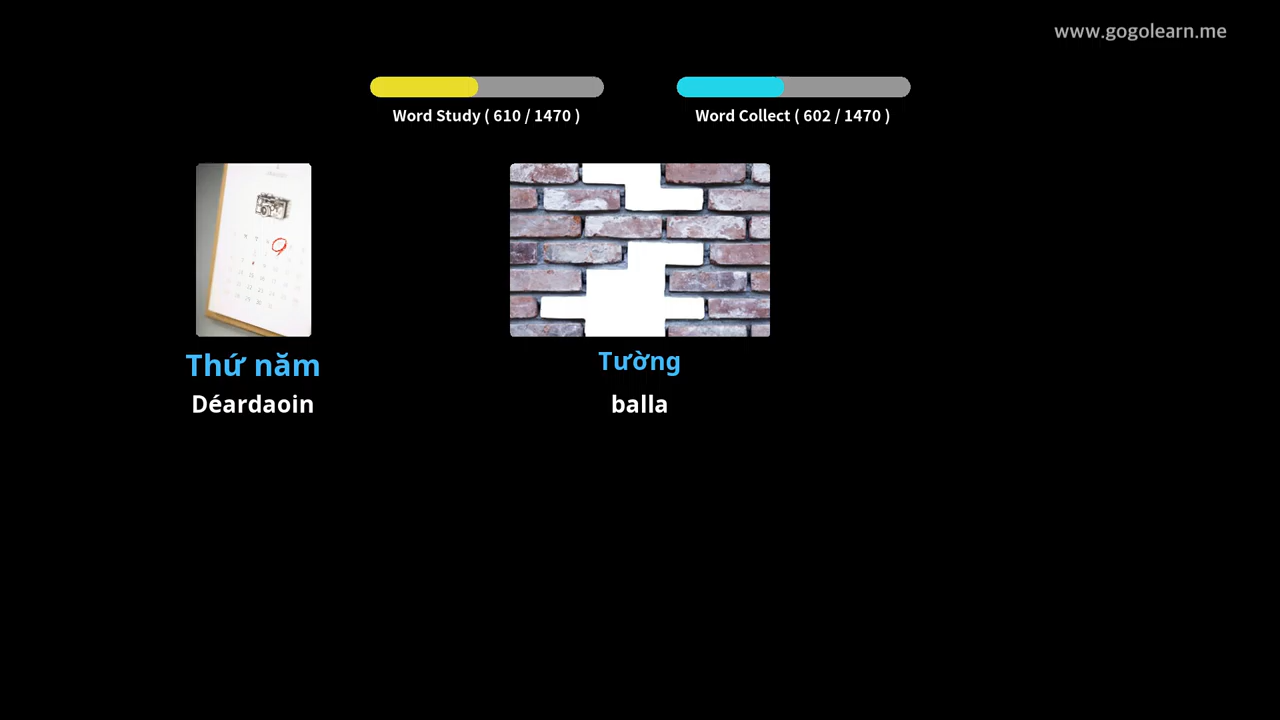 www.gogolearn.me
Word Study ( 610 / 1470 )
Word Collect ( 602 / 1470 )
Thứ năm
Déardaoin
Tường
balla